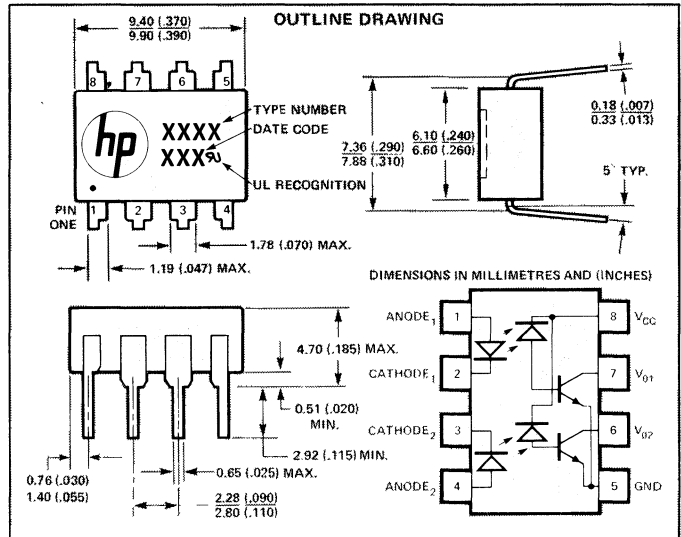 OUTLINE DRAWING
9.40 (.370)
9.90 (.390)
8 7 6 5
hp
XXXX
XXX
TYPE NUMBER
DATE CODE
UL RECOGNITION
PIN
ONE
1 2 3 4
1.78 (.070) MAX.
1.19 (.047) MAX.
7.36 (.290)
7.88 (.310)
6.10 (.240)
6.60 (.260)
0.18 (.007)
0.33 (.013)
5° TYP.
4.70 (.185) MAX.
0.51 (.020)
MIN.
2.92 (.115) MIN.
0.65 (.025) MAX.
0.76 (.030)
1.40 (.055)
2.28 (.090)
2.80 (.110)
DIMENSIONS IN MILLIMETRES AND (INCHES)
ANODE1 1 8 VCC
CATHODE1 2 7 V01
CATHODE2 3 6 V02
ANODE2 4 5 GND